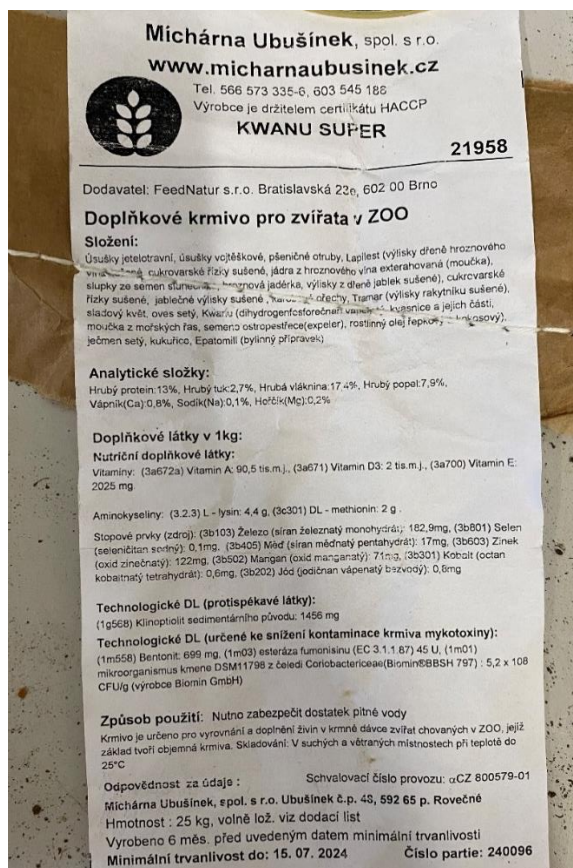 Míchárna Ubušínek, spol. s r.o.
www.micharnaubusinek.cz
Tel. 566 573 335-6, 603 545 186
Výrobce je držitelem certifikátu HACCP
KWANU SUPER
21958
Dodavatel: FeedNatur s.r.o. Bratislavská 22e, 602 00 Brno
Doplňkové krmivo pro zvířata v ZOO
Složení:
Úsušky jetelotravní, úsušky vojtěškové, pšeničné otruby, Lapilest (výlisky dřeně hroznového
cukrovarské řízky sušené, jádra z hroznového vína exterahovaná (moučka),
slupky ze semen jadérka, výlisky z dřeně jablek sušené), cukrovarské
řízky sušené, jablečné výlisky sušené, ořechy, Tramar (výlisky rakytníku sušené),
sladový květ, oves setý, Kwanu (dihydrogenfosforečnan kvasnice a jejich části,
moučka z mořských řas, semeno ostropestřece(expeler), rostlinný olej
ječmen setý, kukuřice, Epatomill (bylinný přípravek)
Analytické složky:
Hrubý protein:13%, Hrubý tuk:2,7%, Hrubá vláknina:17,4%, Hrubý popel:7,9%,
Vápník(Ca):0,8%, Sodík(Na):0,1%, Hořčík(Mg):0,2%
Doplňkové látky v 1kg:
Nutriční doplňkové látky:
Vitamíny: (3a672a) Vitamin A: 90,5 tis.m.j., (3a671) Vitamin D3: 2 tis.m.j., (3a700) Vitamin E:
2025 mg.
Aminokyseliny: (3.2.3) L - lysin: 4,4 g, (3c301) DL - methionin: 2 g .
Stopové prvky (zdroj): (3b103) Železo (síran železnatý monohydrát): 182,9mg, (3b801) Selen
(seleničitan sodný): 0,1mg, (3b405) Měď (síran měďnatý pentahydrát): 17mg, (3b603) Zinek
(oxid zinečnatý): 122mg, (3b502) Mangan (oxid manganatý): 71mg, (3b301) Kobalt (octan
kobaltnatý tetrahydrát): 0,6mg, (3b202) Jód (jodičnan vápenatý bezvodý): 0,8mg
Technologické DL (protispékavé látky):
(1g568) Klinoptiolit sedimentárního původu: 1456 mg
Technologické DL (určené ke snížení kontaminace krmiva mykotoxiny):
(1m558) Bentonit: 699 mg, (1m03) esteráza fumonisinu (EC 3.1.1.87) 45 U, (1m01)
mikroorganismus kmene DSM11798 z čeledi Coriobactericeae(Biomin®BBSH 797) : 5,2 x 108
CFU/g (výrobce Biomin GmbH)
Způsob použití: Nutno zabezpečit dostatek pitné vody
Krmivo je určeno pro vyrovnání a doplnění živin v krmné dávce zvířat chovaných v ZOO, jejíž
základ tvoří objemná krmiva. Skladování: V suchých a větraných místnostech při teplotě do
25°C
Odpovědnost za údaje : Schvalovací číslo provozu: αCZ 800579-01
Míchárna Ubušínek, spol. s r.o. Ubušínek č.p. 48, 592 65 p. Rovečné
Hmotnost : 25 kg, volně lož. viz dodací list
Vyrobeno 6 měs. před uvedeným datem minimální trvanlivosti
Minimální trvanlivost do: 15. 07. 2024 Číslo partie: 240096